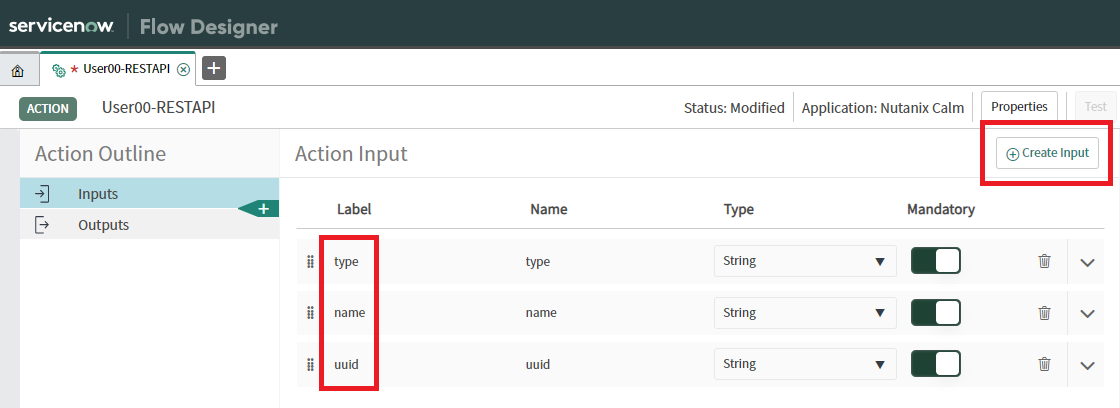 servicenow Flow Designer
* User00-RESTAPI
ACTION User00-RESTAPI Status: Modified Application: Nutanix Calm Properties Test
Action Outline Action Input Create Input
Inputs
Outputs
Label Name Type Mandatory
type type String
name name String
uuid uuid String